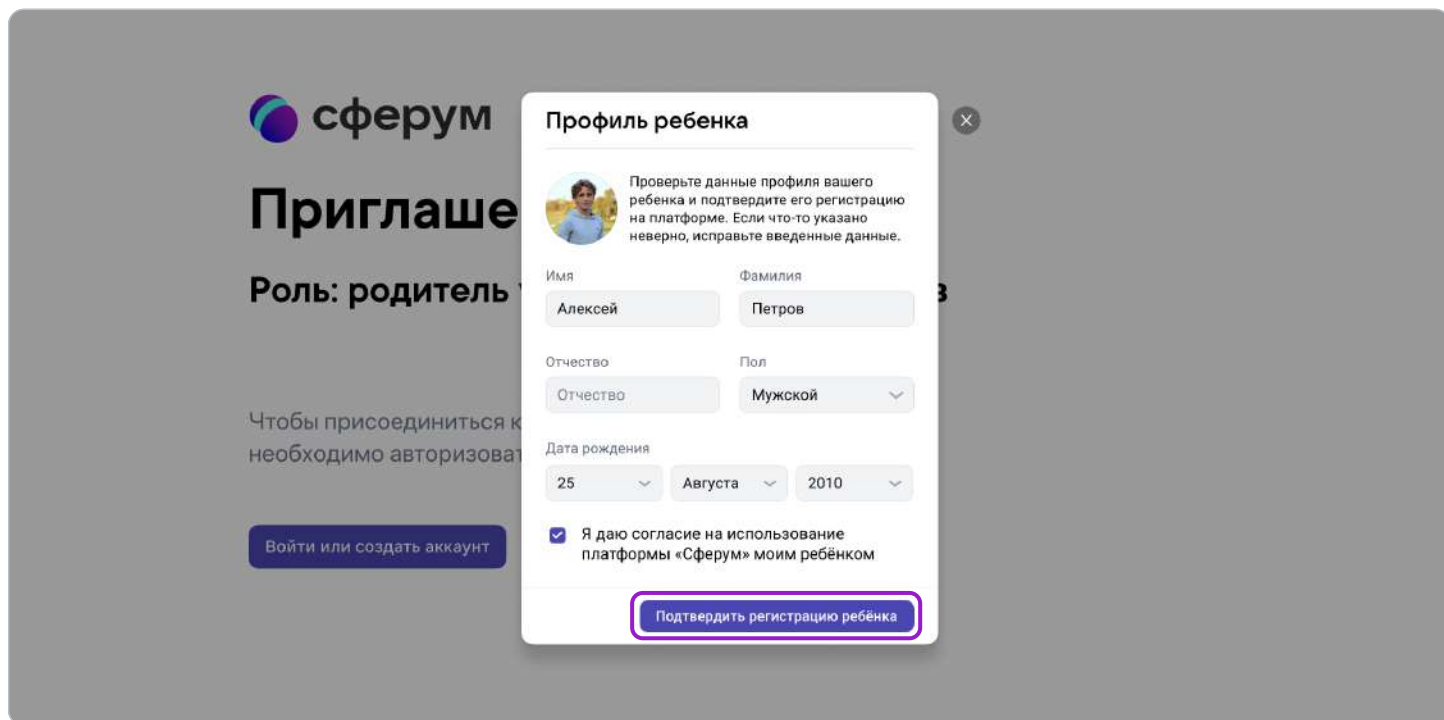 сферум
Приглаше
Роль: родитель
в
Чтобы присоединиться к
необходимо авторизоват
Войти или создать аккаунт
Профиль ребенка
Проверьте данные профиля вашего
ребенка и подтвердите его регистрацию
на платформе. Если что-то указано
неверно, исправьте введенные данные.
Имя
Фамилия
Алексей
Петров
Отчество
Пол
Отчество
Мужской
Дата рождения
25
Августа
2010
Я даю согласие на использование
платформы «Сферум» моим ребёнком
Подтвердить регистрацию ребёнка